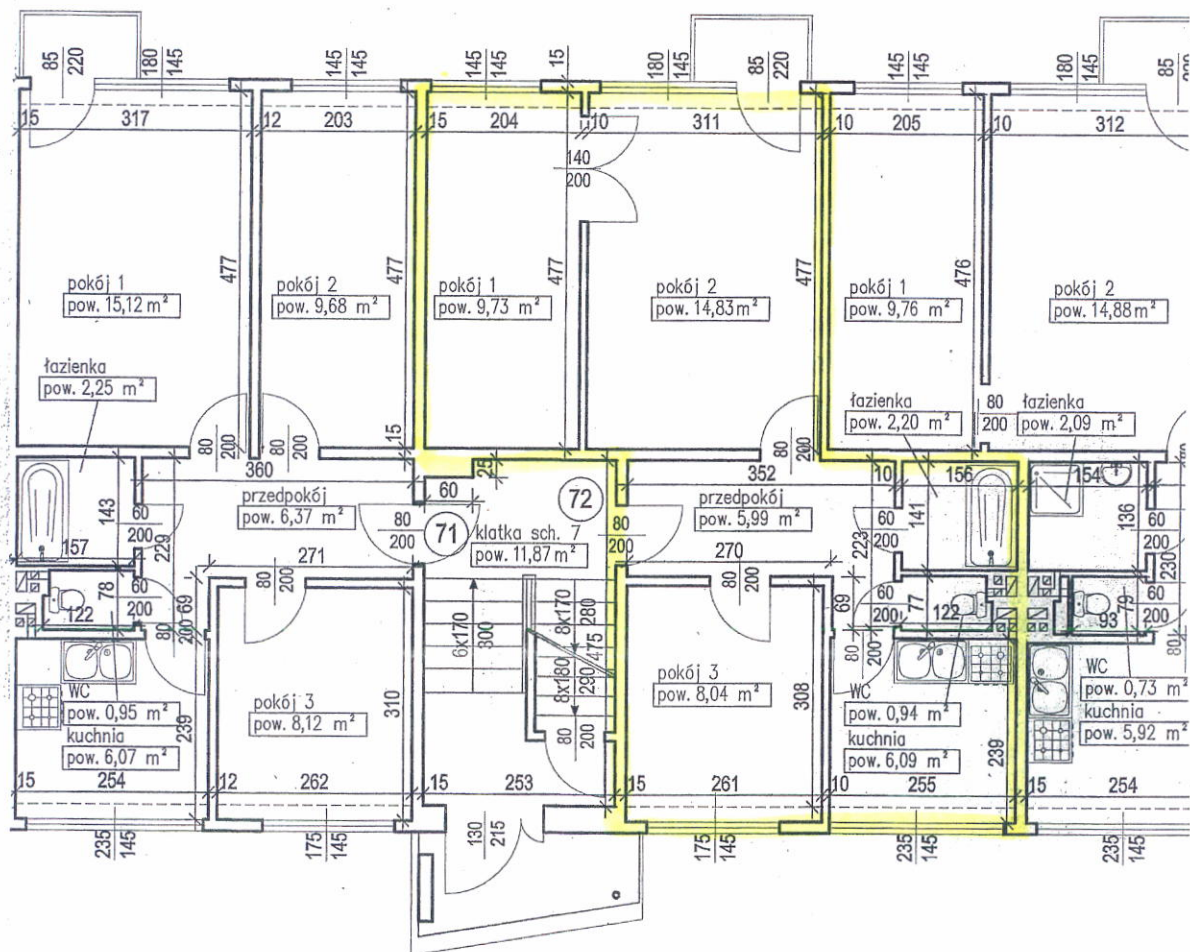 85 220
180 145
145 145
145 145
15
180 145
85 220
145 145
180 145
85
15 317 12 203 15 204 10 311 10 205 10 312
140 200
477 477 477 477 476
pokój 1
pow. 15,12 m²
pokój 2
pow. 9,68 m²
pokój 1
pow. 9,73 m²
pokój 2
pow. 14,83 m²
pokój 1
pow. 9,76 m²
pokój 2
pow. 14,88 m²
łazienka
pow. 2,25 m²
łazienka
pow. 2,20 m²
łazienka
pow. 2,09 m²
80 200
80 200
15
80 200
80 200
360 25 352 10 156 154
60
przedpokój
pow. 6,37 m²
71
72
klatka sch. 7
pow. 11,87 m²
przedpokój
pow. 5,99 m²
143
60 200
229
80 200
80 200
60 200
223
141
136
60 200
230
157
271
270
78
60 200
69
80 200
80 200
69
77
122
122
93
79
60 200
6x170 300
8x170 280
475
8x180 290
80 200
80 200
80 200
80
WC
pow. 0,95 m²
kuchnia
pow. 6,07 m²
239
pokój 3
pow. 8,12 m²
310
pokój 3
pow. 8,04 m²
308
WC
pow. 0,94 m²
kuchnia
pow. 6,09 m²
239
WC
pow. 0,73 m²
kuchnia
pow. 5,92 m²
15 254 12 262 15 253 15 261 10 255 15 254
235 145
175 145
130 215
175 145
235 145
235 145